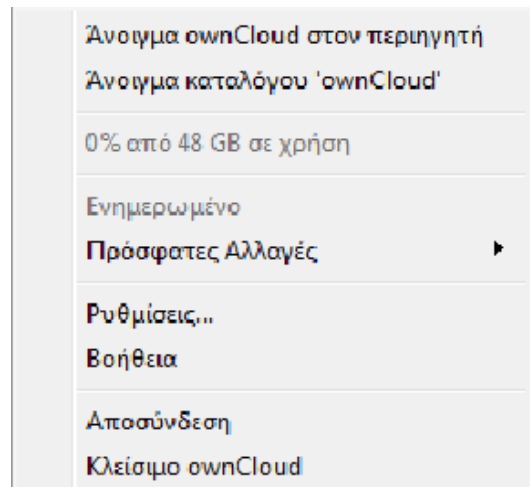 Άνοιγμα ownCloud στον περιηγητή
Άνοιγμα καταλόγου 'ownCloud'
0% από 48 GB σε χρήση
Ενημερωμένο
Πρόσφατες Αλλαγές
Ρυθμίσεις...
Βοήθεια
Αποσύνδεση
Κλείσιμο ownCloud